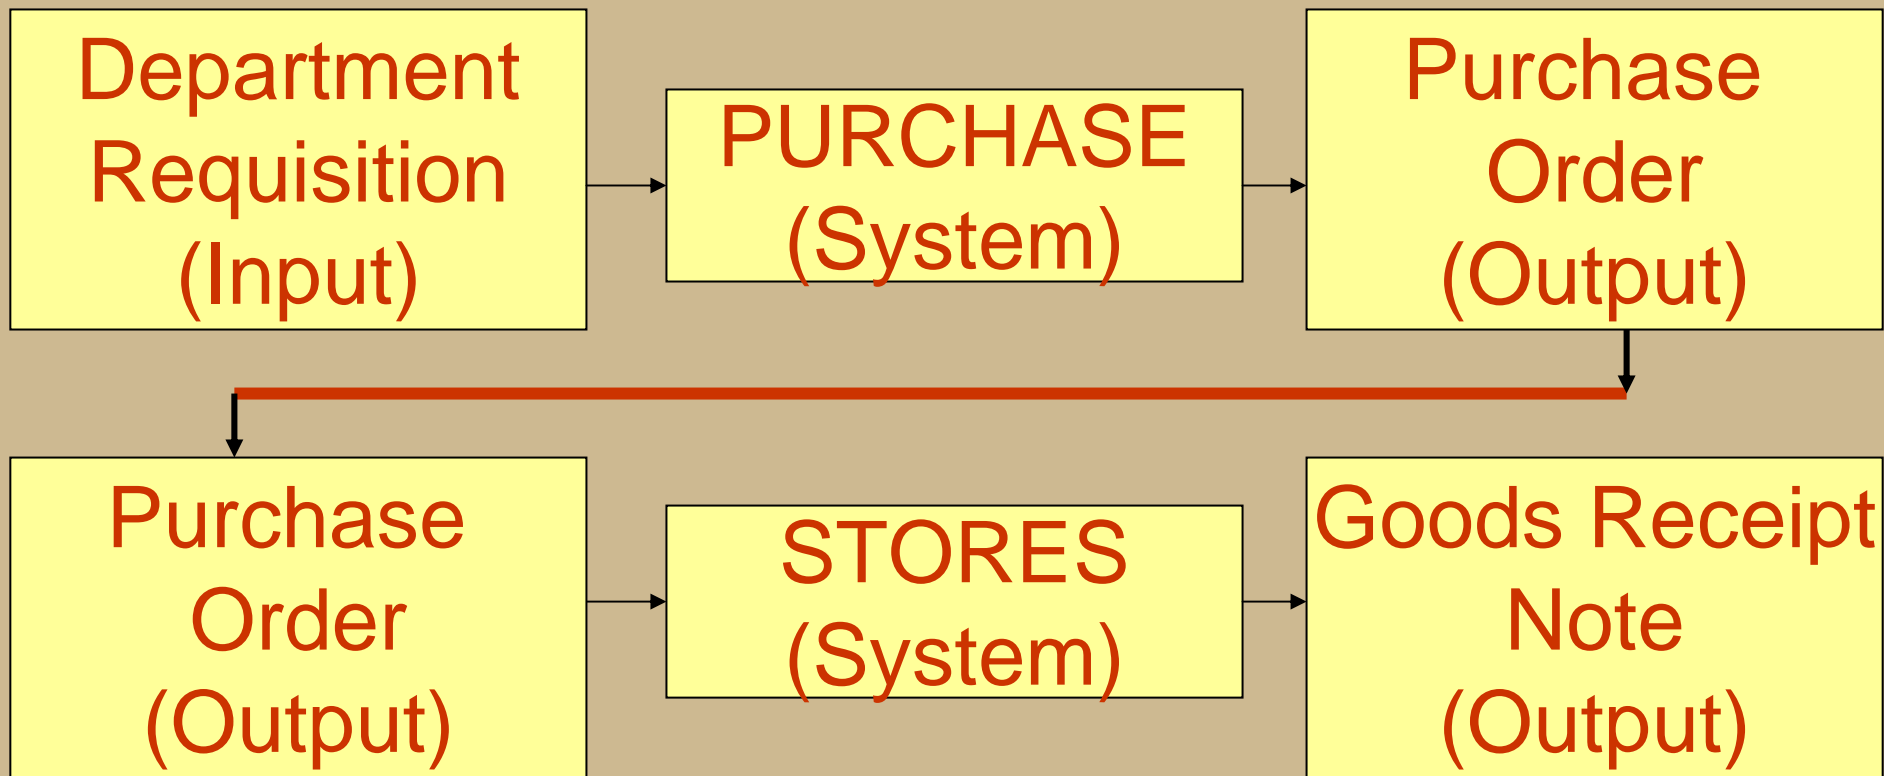 Department
Requisition
(Input)
PURCHASE
(System)
Purchase
Order
(Output)
Purchase
Order
(Output)
STORES
(System)
Goods Receipt
Note
(Output)